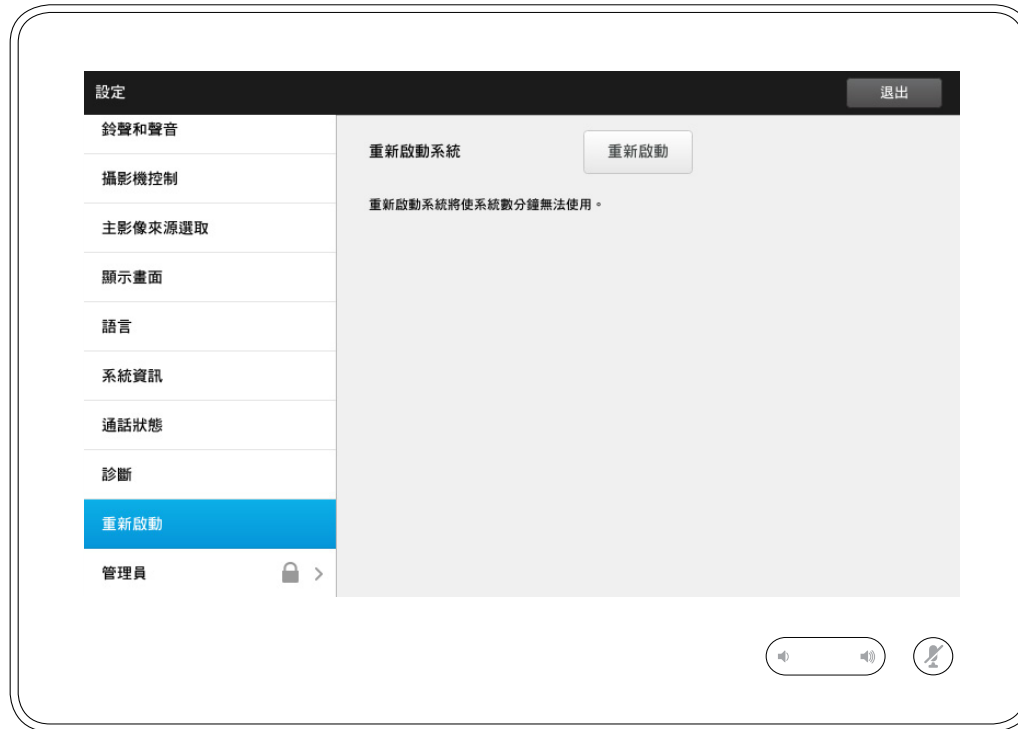 設定
退出
鈴聲和聲音
攝影機控制
主影像來源選取
顯示畫面
語言
系統資訊
通話狀態
診斷
重新啟動
管理員
重新啟動系統
重新啟動
重新啟動系統將使系統數分鐘無法使用。